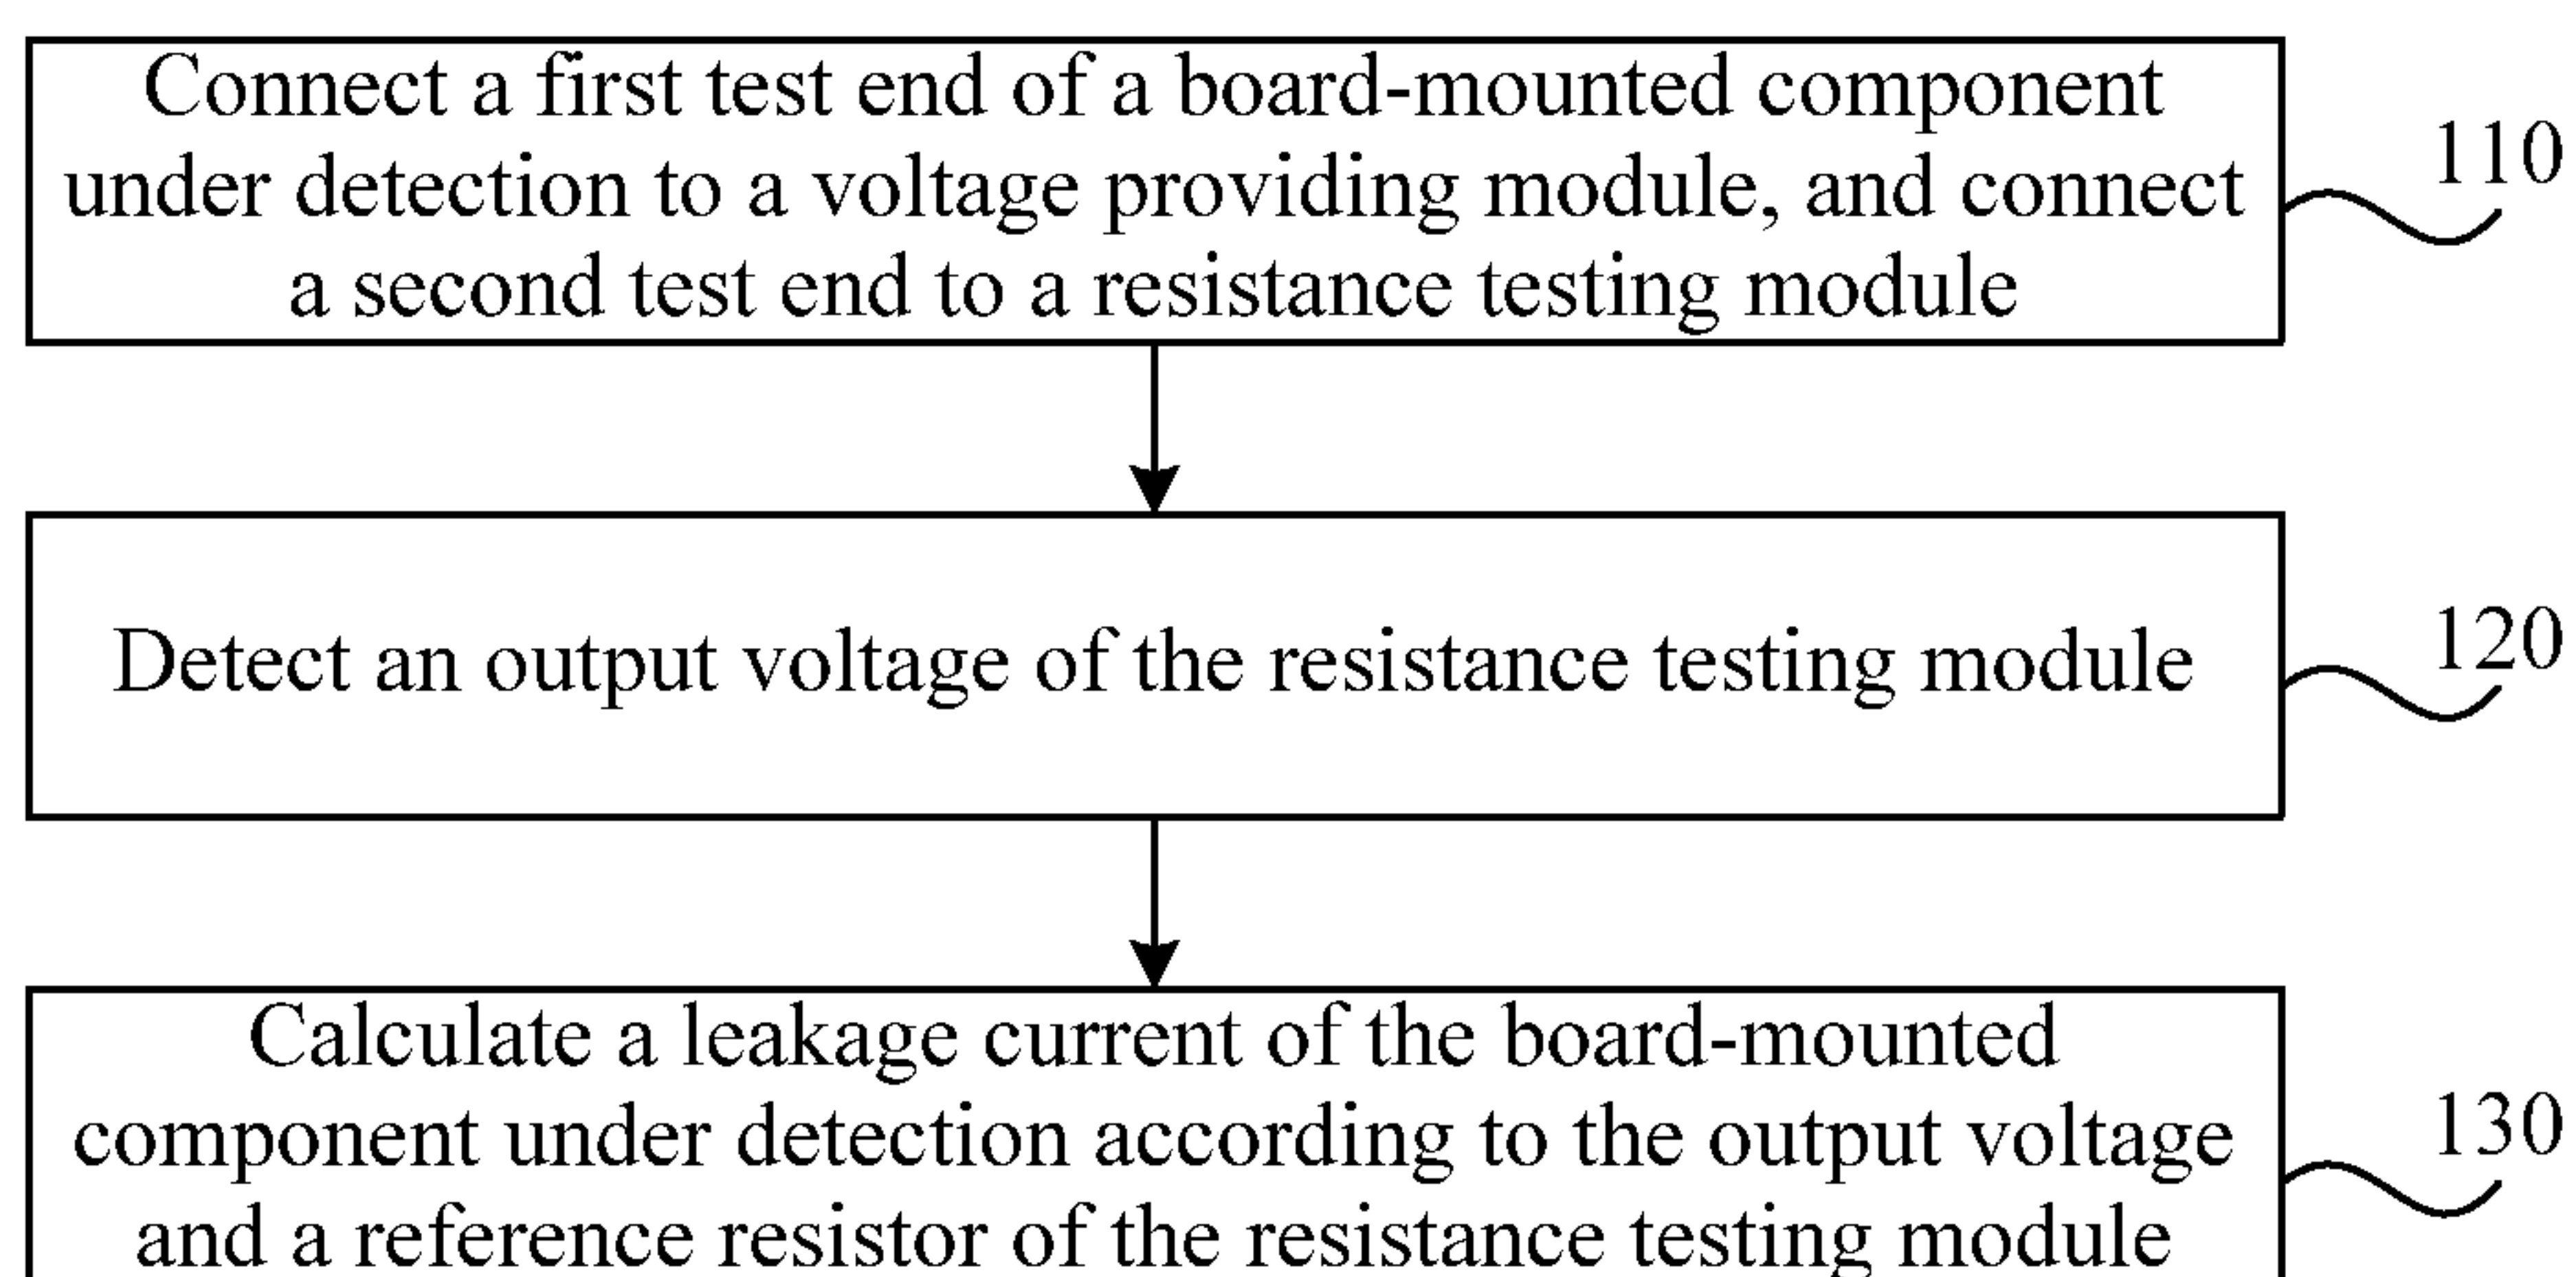 Connect a first test end of a board-mounted component
under detection to a voltage providing module, and connect
a second test end to a resistance testing module
110
Detect an output voltage of the resistance testing module
120
Calculate a leakage current of the board-mounted
component under detection according to the output voltage
and a reference resistor of the resistance testing module
130